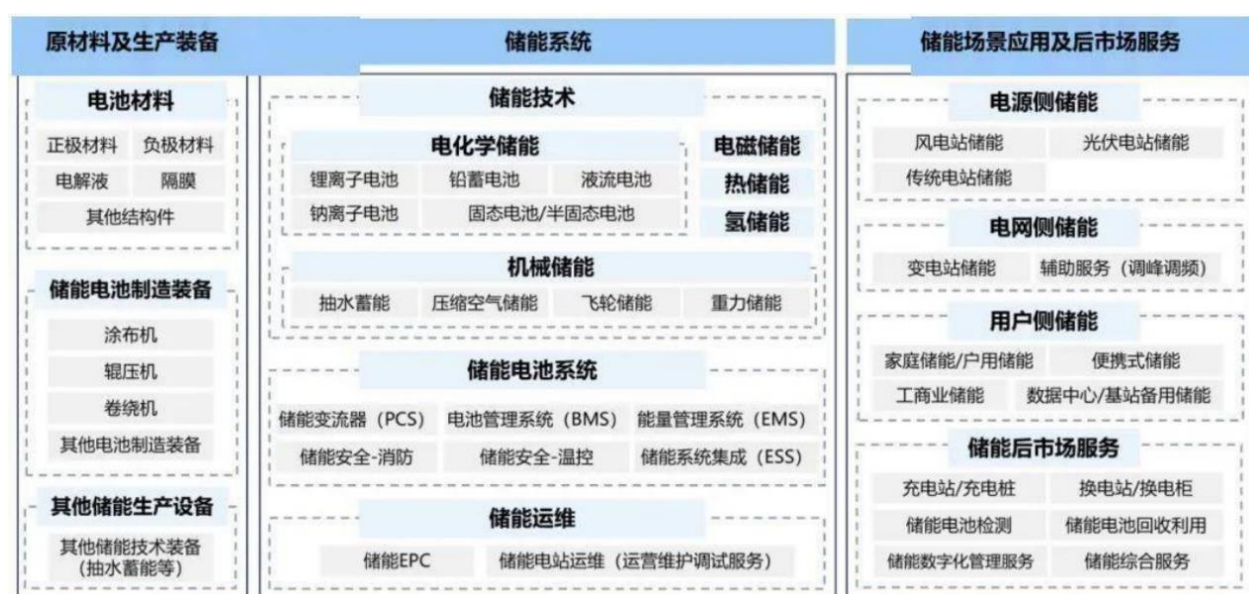 原材料及生产装备
电池材料
正极材料 负极材料
电解液 隔膜
其他结构件
储能电池制造装备
涂布机
辊压机
卷绕机
其他电池制造装备
其他储能生产设备
其他储能技术装备
(抽水蓄能等)
储能系统
储能技术
电化学储能
锂离子电池 铅蓄电池 液流电池
钠离子电池 固态电池/半固态电池
电磁储能
热储能
氢储能
机械储能
抽水蓄能 压缩空气储能 飞轮储能 重力储能
储能电池系统
储能变流器(PCS) 电池管理系统(BMS) 能量管理系统(EMS)
储能安全-消防 储能安全-温控 储能系统集成(ESS)
储能运维
储能EPC 储能电站运维(运营维护调试服务)
储能场景应用及后市场服务
电源侧储能
风电站储能 光伏电站储能
传统电站储能
电网侧储能
变电站储能 辅助服务(调峰调频)
用户侧储能
家庭储能/户用储能 便携式储能
工商业储能 数据中心/基站备用储能
储能后市场服务
充电站/充电桩 换电站/换电柜
储能电池检测 储能电池回收利用
储能数字化管理服务 储能综合服务